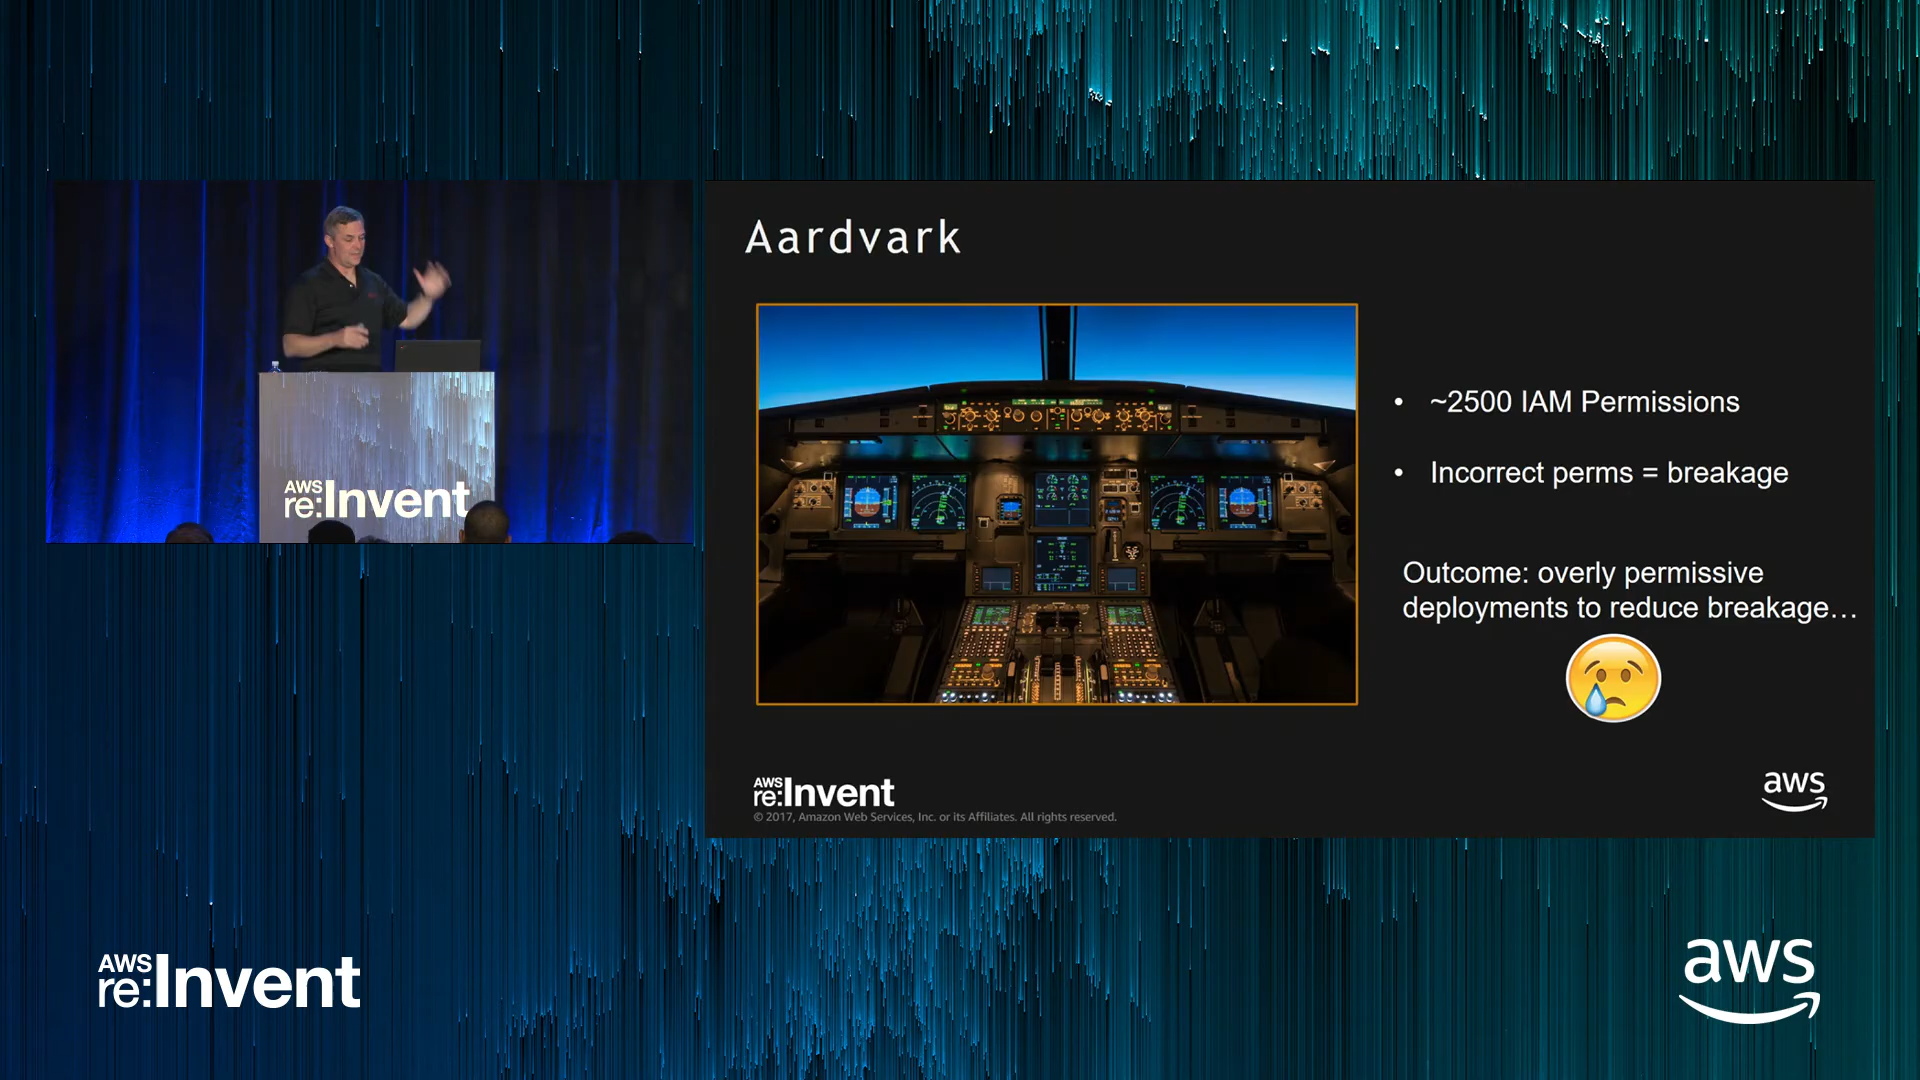 Aardvark
• ~2500 IAM Permissions
• Incorrect perms = breakage
Outcome: overly permissive
deployments to reduce breakage…
AWS
re:Invent
AWS
re:Invent
© 2017, Amazon Web Services, Inc. or its Affiliates. All rights reserved.
aws
AWS
re:Invent
aws